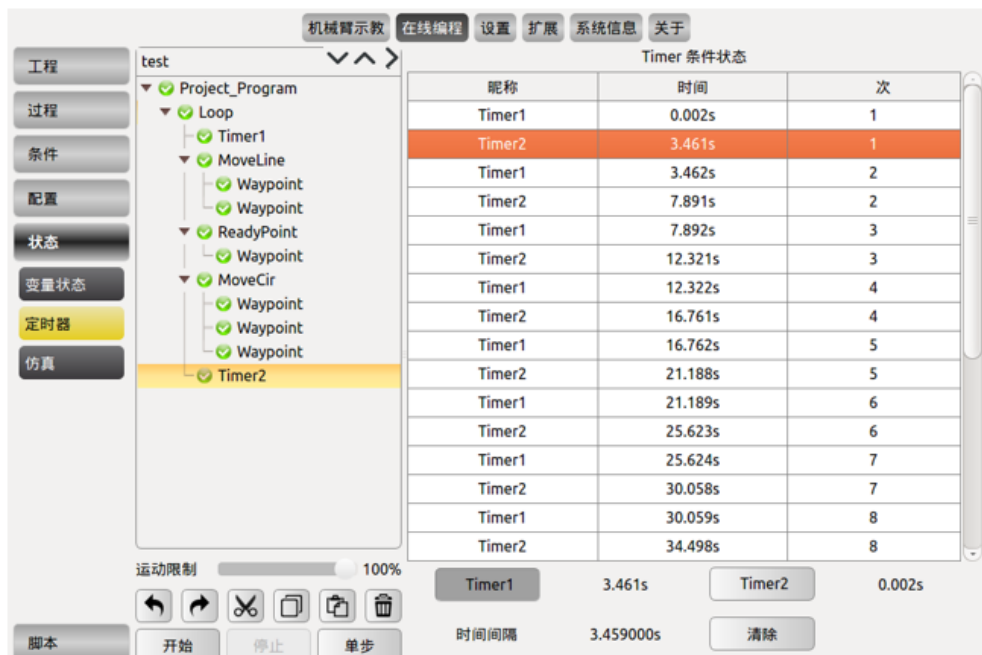 机械臂示教 在线编程 设置 扩展 系统信息 关于
工程
过程
条件
配置
状态
变量状态
定时器
仿真
脚本
test
Project_Program
Loop
Timer1
MoveLine
Waypoint
Waypoint
ReadyPoint
Waypoint
MoveCir
Waypoint
Waypoint
Waypoint
Timer2
运动限制 100%
开始 停止 单步
Timer 条件状态
昵称 时间 次
Timer1 0.002s 1
Timer2 3.461s 1
Timer1 3.462s 2
Timer2 7.891s 2
Timer1 7.892s 3
Timer2 12.321s 3
Timer1 12.322s 4
Timer2 16.761s 4
Timer1 16.762s 5
Timer2 21.188s 5
Timer1 21.189s 6
Timer2 25.623s 6
Timer1 25.624s 7
Timer2 30.058s 7
Timer1 30.059s 8
Timer2 34.498s 8
Timer1 3.461s Timer2 0.002s
时间间隔 3.459000s 清除